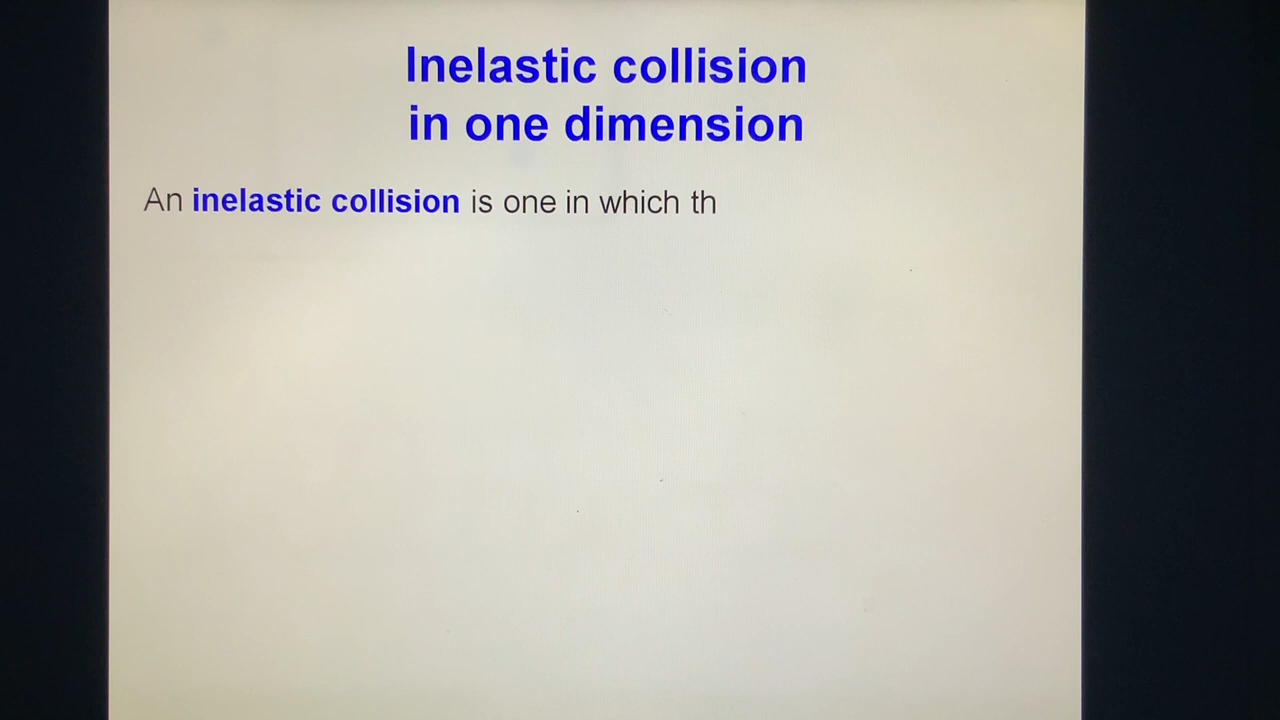 Inelastic collision
in one dimension
An inelastic collision is one in which th